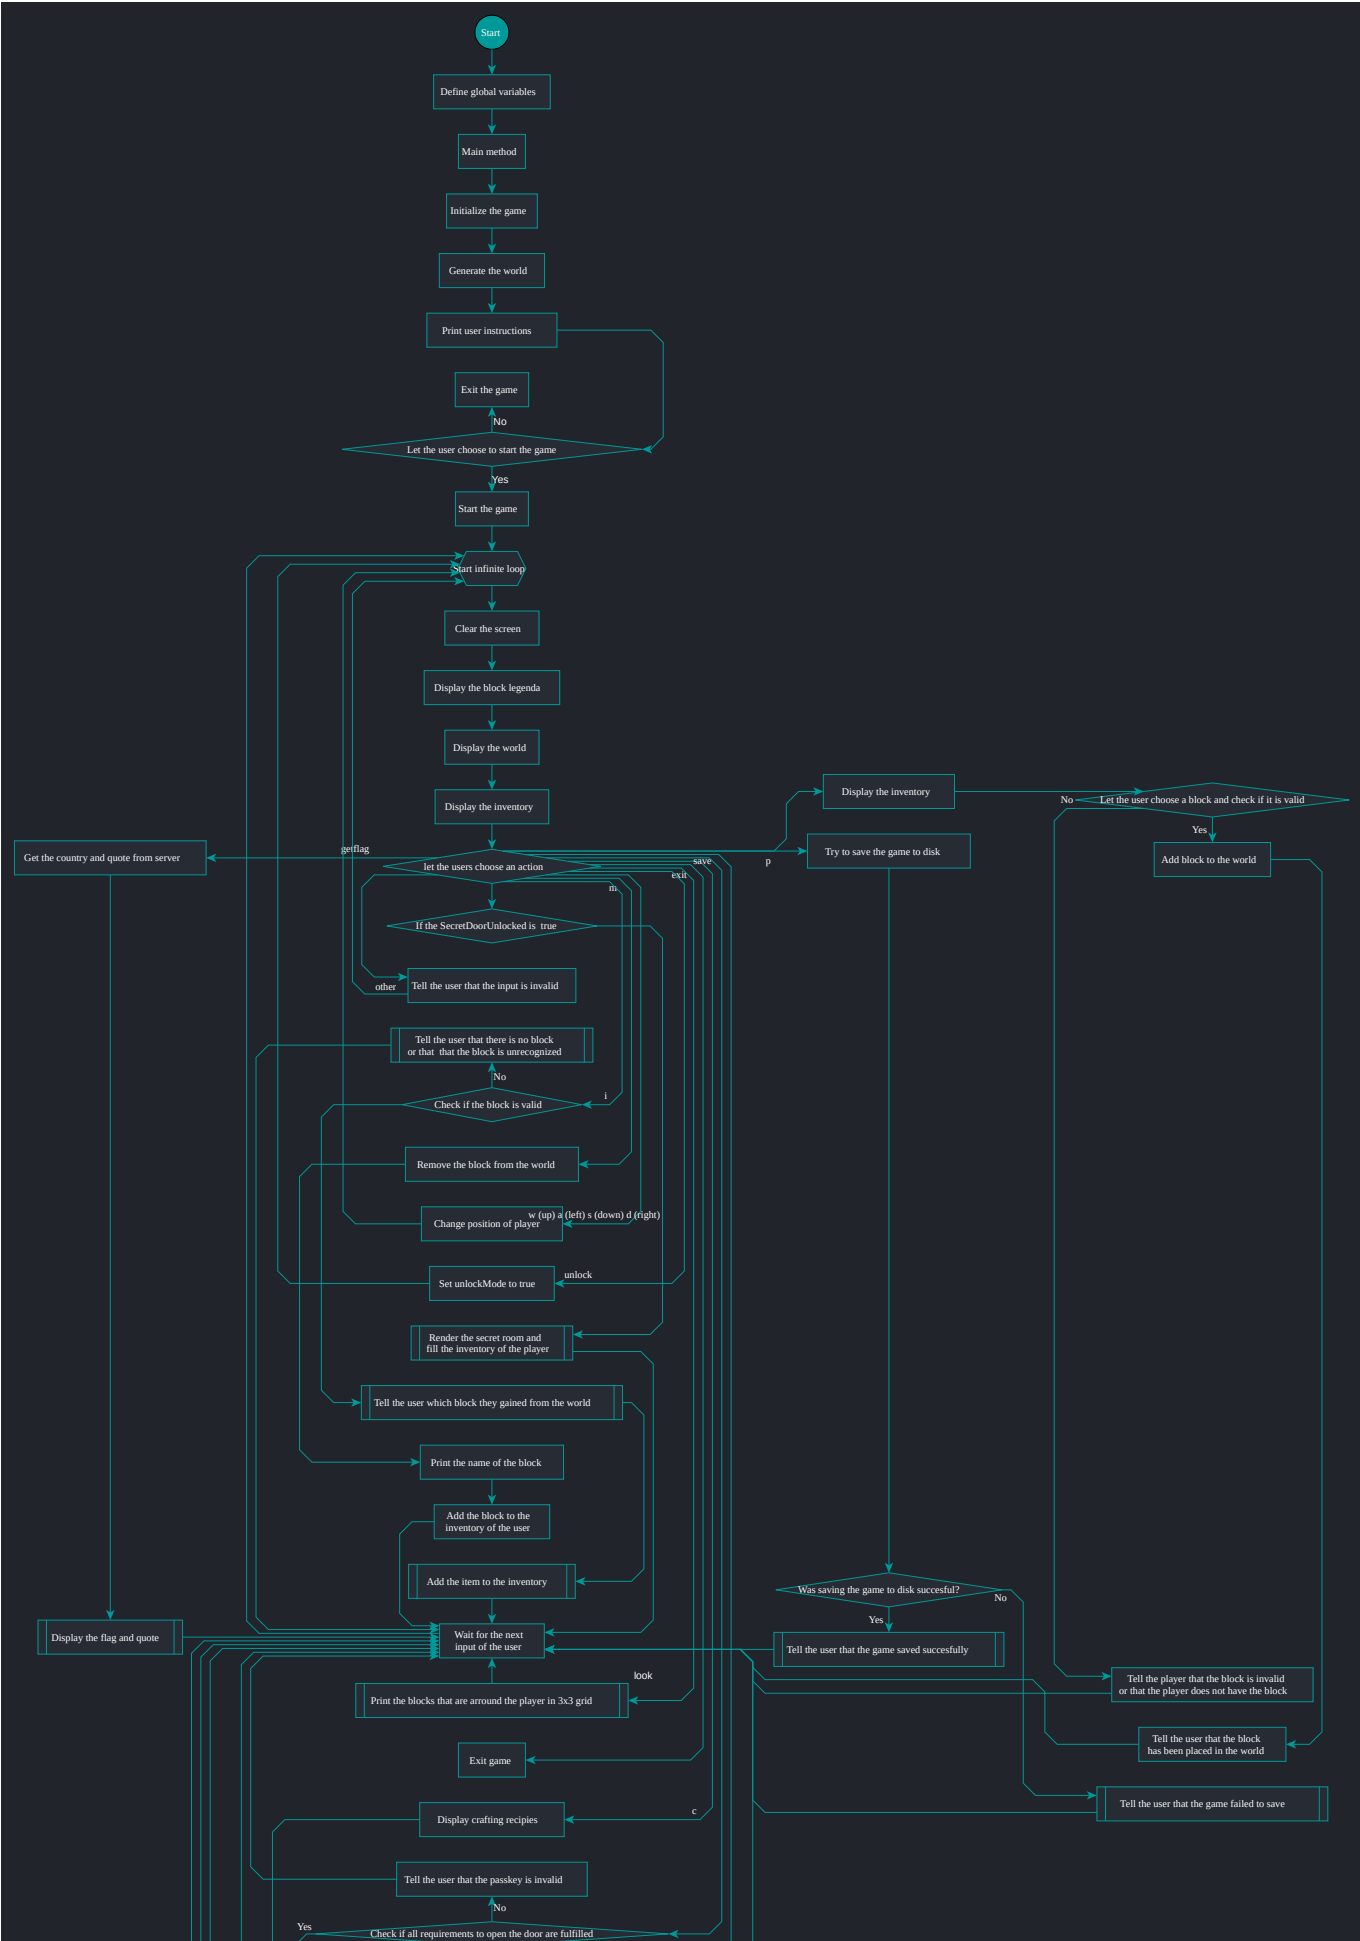 Start
Define global variables
Main method
Initialize the game
Generate the world
Print user instructions
Exit the game
No
Let the user choose to start the game
Yes
Start the game
Start infinite loop
Clear the screen
Display the block legenda
Display the world
Display the inventory
Display the inventory
No
Let the user choose a block and check if it is valid
Yes
getflag
Get the country and quote from server
let the users choose an action
save
p
Try to save the game to disk
Add block to the world
exit
m
If the SecretDoorUnlocked is  true
Tell the user that the input is invalid
other
Tell the user that there is no block
or that  that the block is unrecognized
No
i
Check if the block is valid
Remove the block from the world
w (up) a (left) s (down) d (right)
Change position of player
unlock
Set unlockMode to true
Render the secret room and
fill the inventory of the player
Tell the user which block they gained from the world
Print the name of the block
Add the block to the
inventory of the user
Add the item to the inventory
Was saving the game to disk succesful?
No
Yes
Display the flag and quote
Wait for the next
input of the user
Tell the user that the game saved succesfully
look
Tell the player that the block is invalid
or that the player does not have the block
Print the blocks that are arround the player in 3x3 grid
Tell the user that the block
has been placed in the world
Exit game
Tell the user that the game failed to save
c
Display crafting recipies
Tell the user that the passkey is invalid
No
Yes
Check if all requirements to open the door are fulfilled